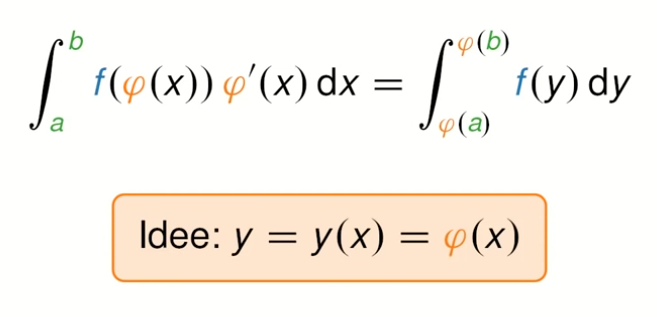 ∫_a^b f(φ(x)) φ′(x) dx = ∫_{φ(a)}^{φ(b)} f(y) dy
Idee: y = y(x) = φ(x)